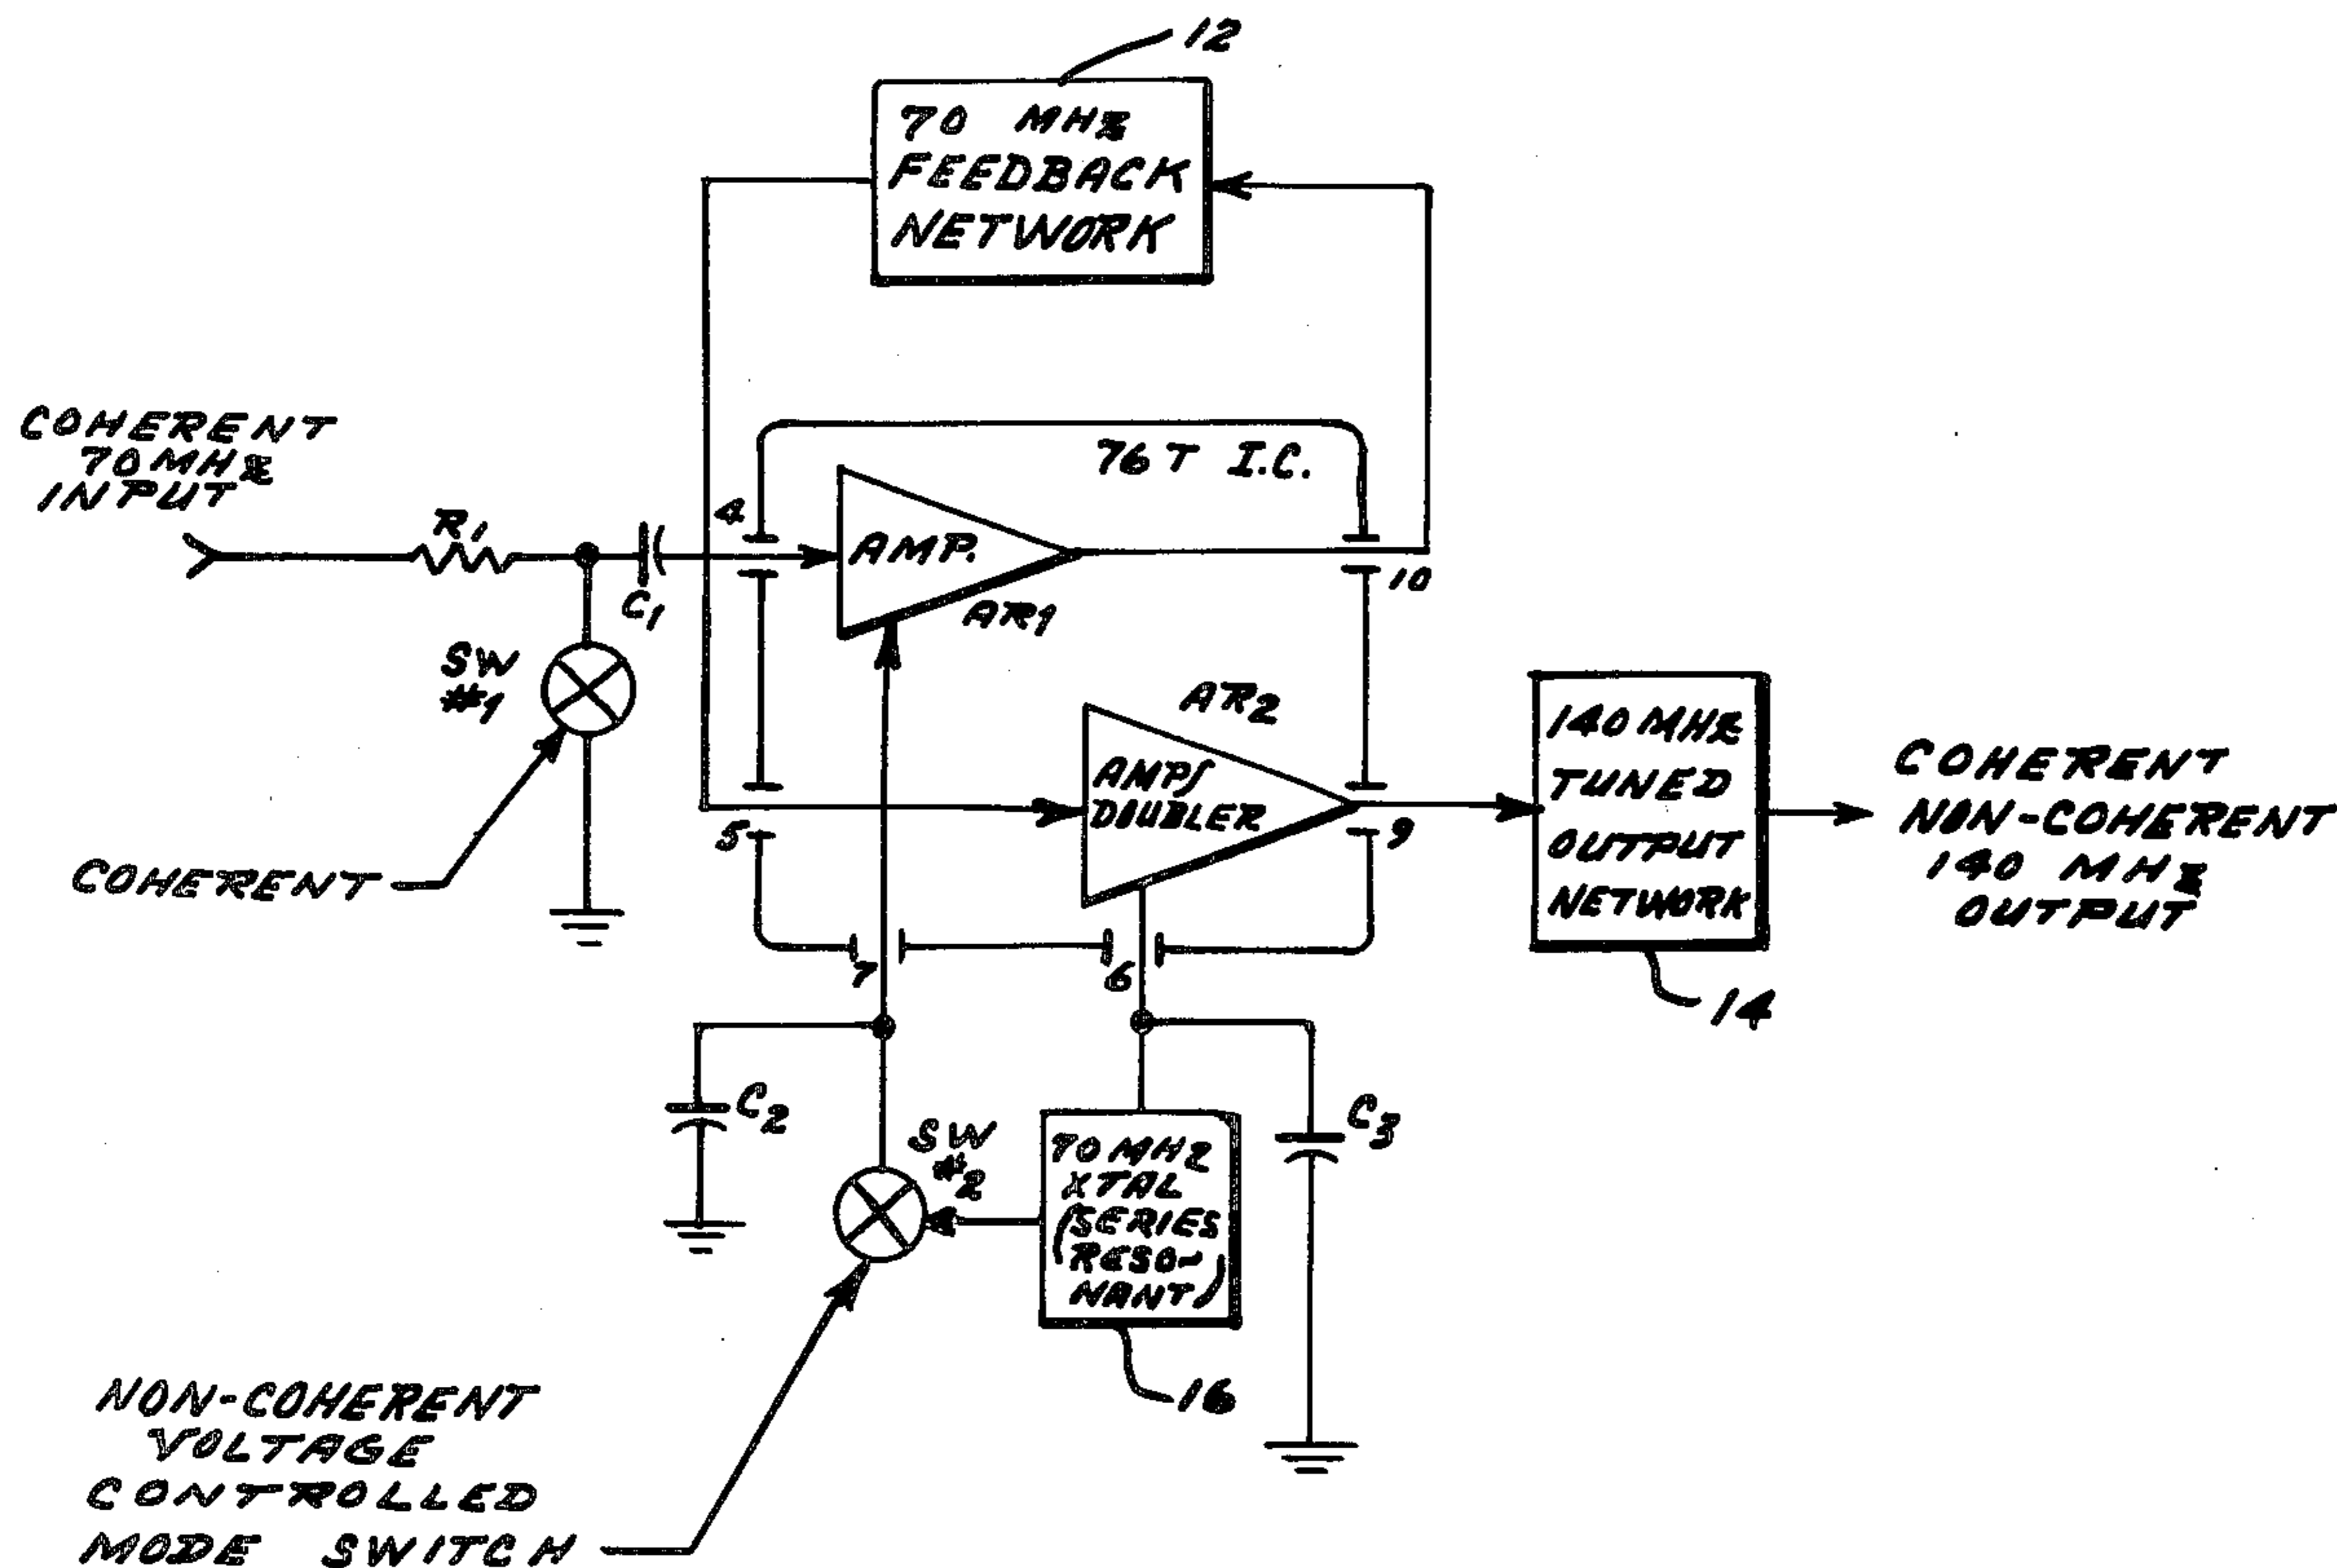 12
70 MHz
FEEDBACK
NETWORK
COHERENT
70MHz
INPUT
R1
C1
4
76T I.C.
AMP.
AR1
10
SW
#1
COHERENT
AR2
AMP/
DOUBLER
5
9
7
6
140 MHz
TUNED
OUTPUT
NETWORK
14
COHERENT
NON-COHERENT
140 MHz
OUTPUT
C2
SW
#2
70 MHz
XTAL
(SERIES
RESO-
NANT)
16
C3
NON-COHERENT
VOLTAGE
CONTROLLED
MODE SWITCH